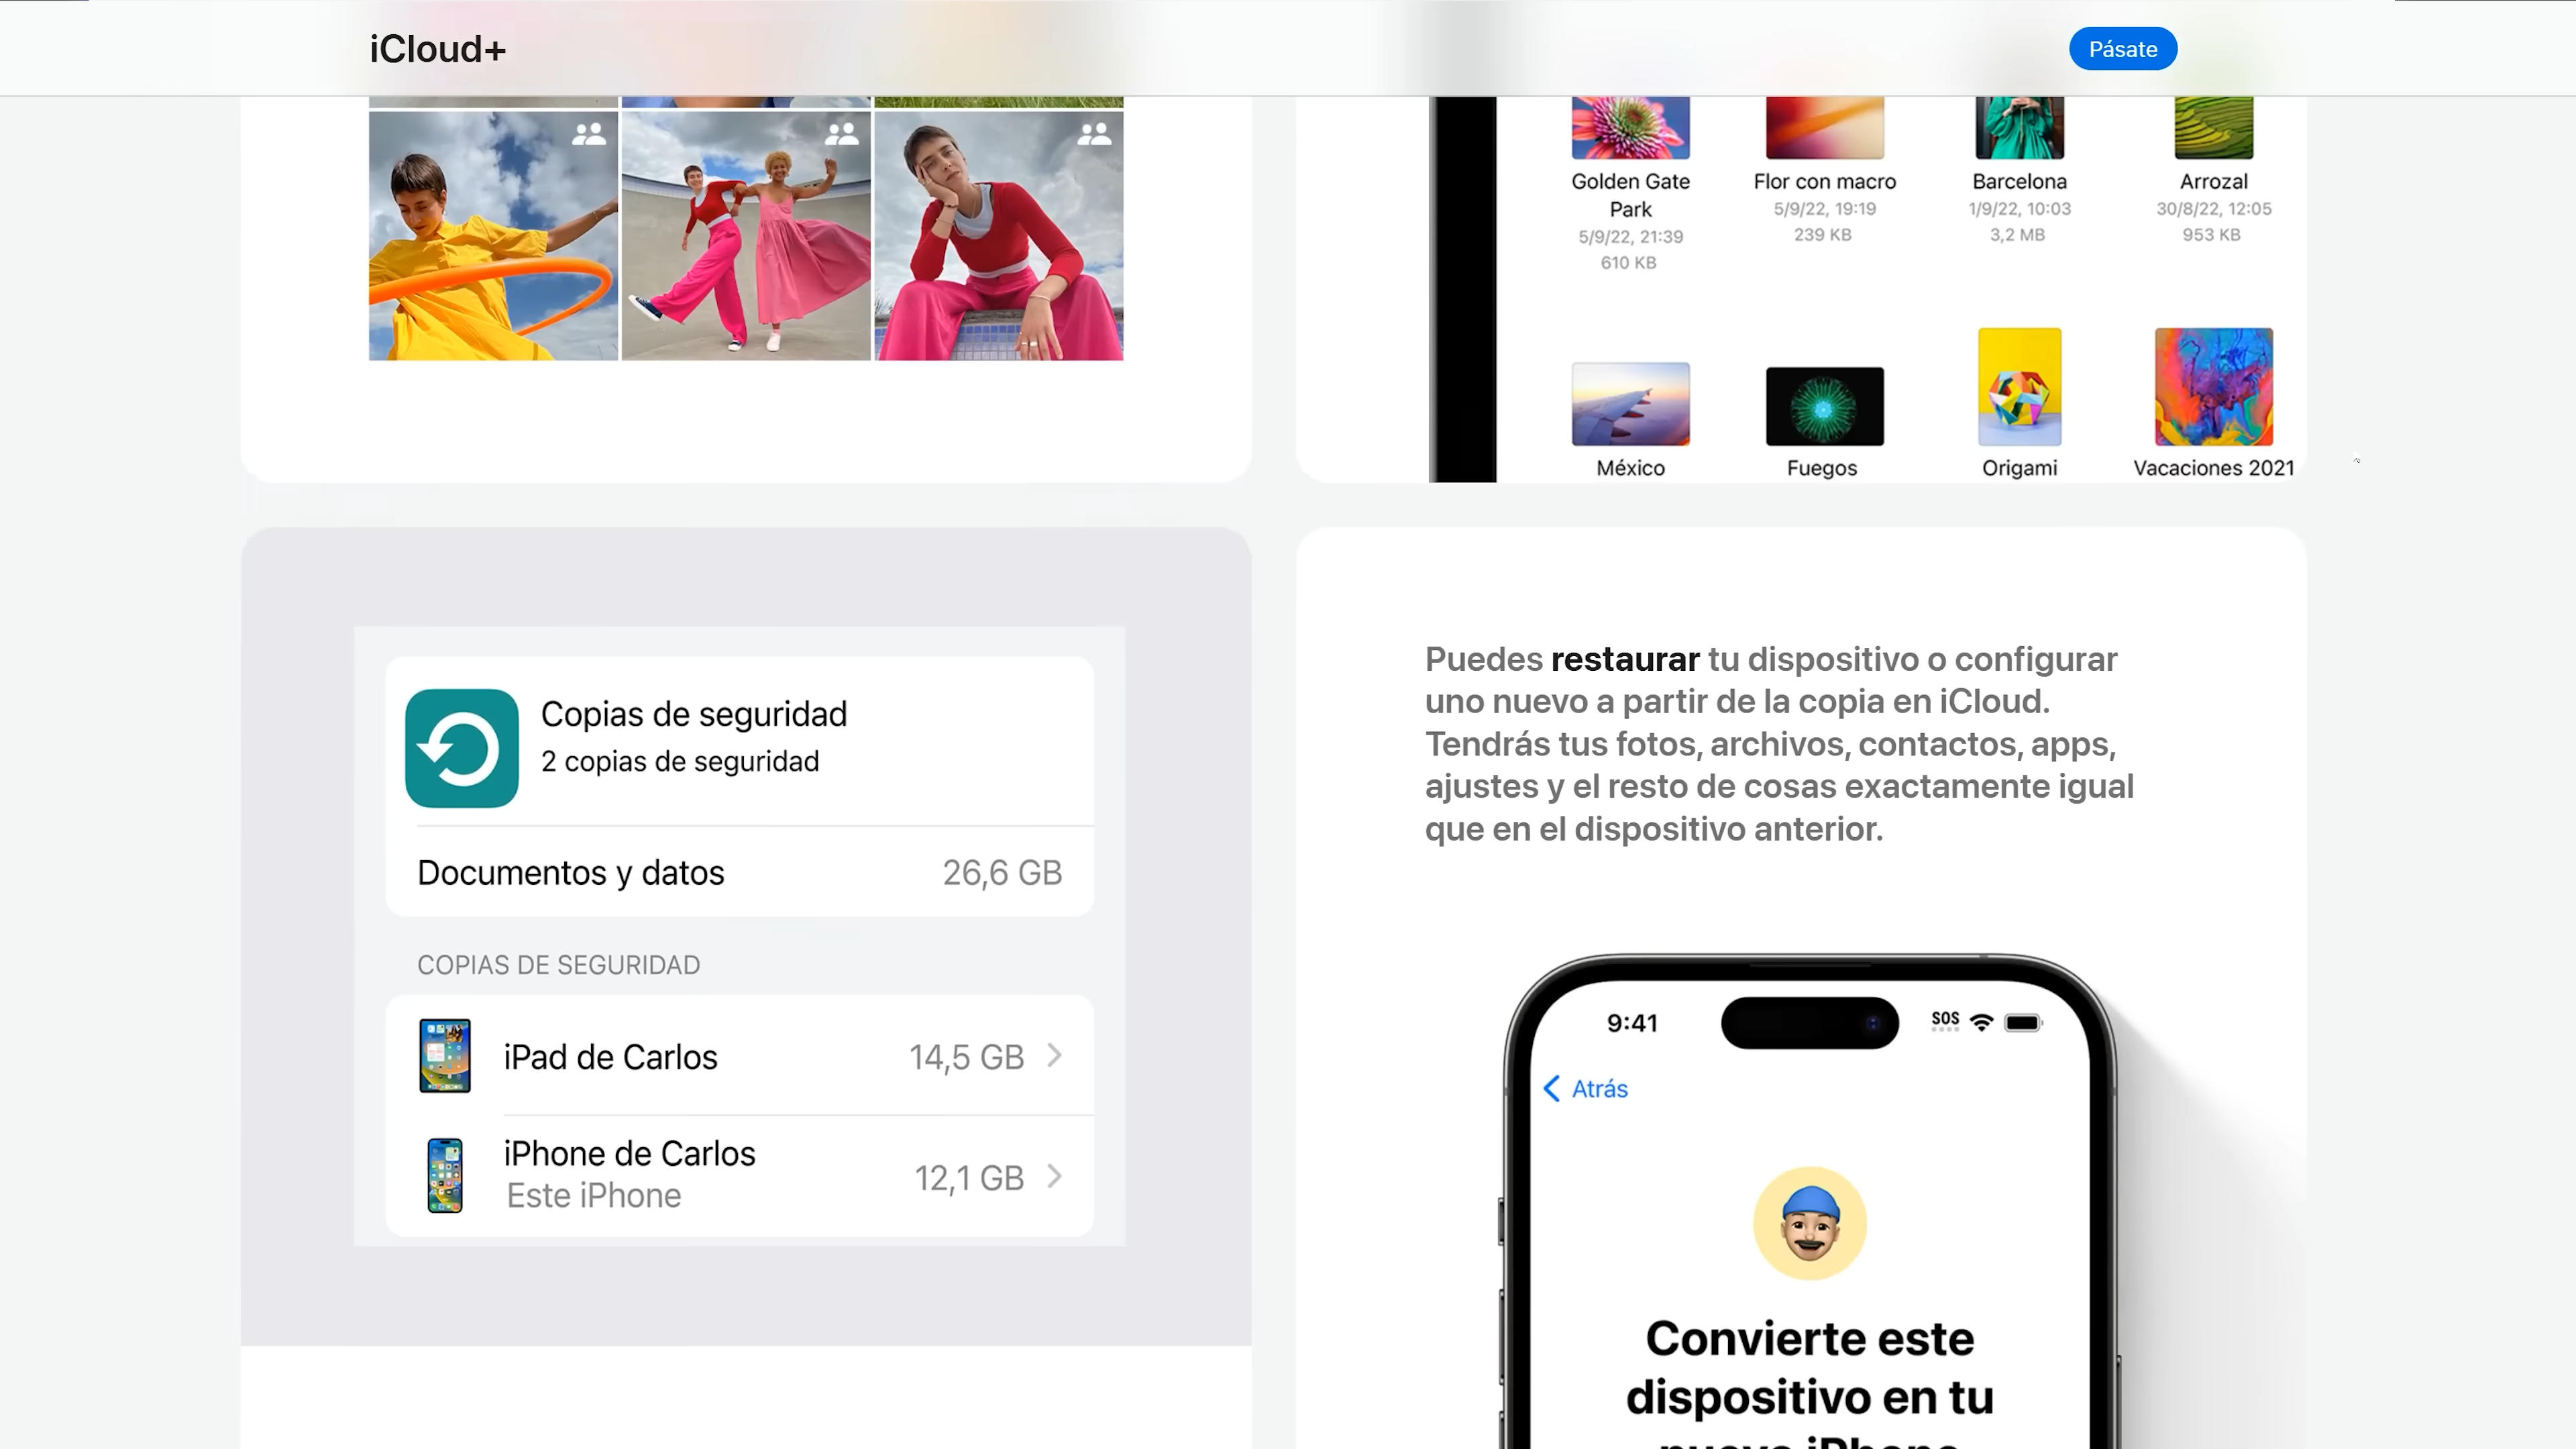 iCloud+
Pásate
Golden Gate
Park
5/9/22, 21:39
610 KB
Flor con macro
5/9/22, 19:19
239 KB
Barcelona
1/9/22, 10:03
3,2 MB
Arrozal
30/8/22, 12:05
953 KB
México
Fuegos
Origami
Vacaciones 2021
Copias de seguridad
2 copias de seguridad
Documentos y datos
26,6 GB
COPIAS DE SEGURIDAD
iPad de Carlos
14,5 GB
iPhone de Carlos
Este iPhone
12,1 GB
Puedes restaurar tu dispositivo o configurar
uno nuevo a partir de la copia en iCloud.
Tendrás tus fotos, archivos, contactos, apps,
ajustes y el resto de cosas exactamente igual
que en el dispositivo anterior.
9:41
SOS
Atrás
Convierte este
dispositivo en tu
nuevo iPhone